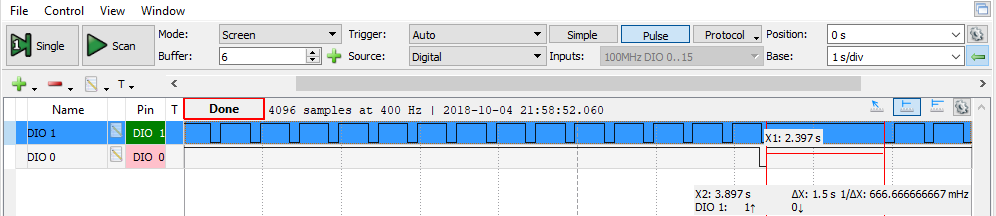 File Control View Window
Single Scan Mode: Screen Trigger: Auto Simple Pulse Protocol Position: 0 s
Buffer: 6 Source: Digital Inputs: 100MHz DIO 0..15 Base: 1 s/div
T
Name Pin T Done 4096 samples at 400 Hz | 2018-10-04 21:58:52.060
DIO 1 DIO 1 X1: 2.397 s
DIO 0 DIO 0
X2: 3.897 s ΔX: 1.5 s 1/ΔX: 666.666666667 mHz
DIO 1: 1↑ 0↓